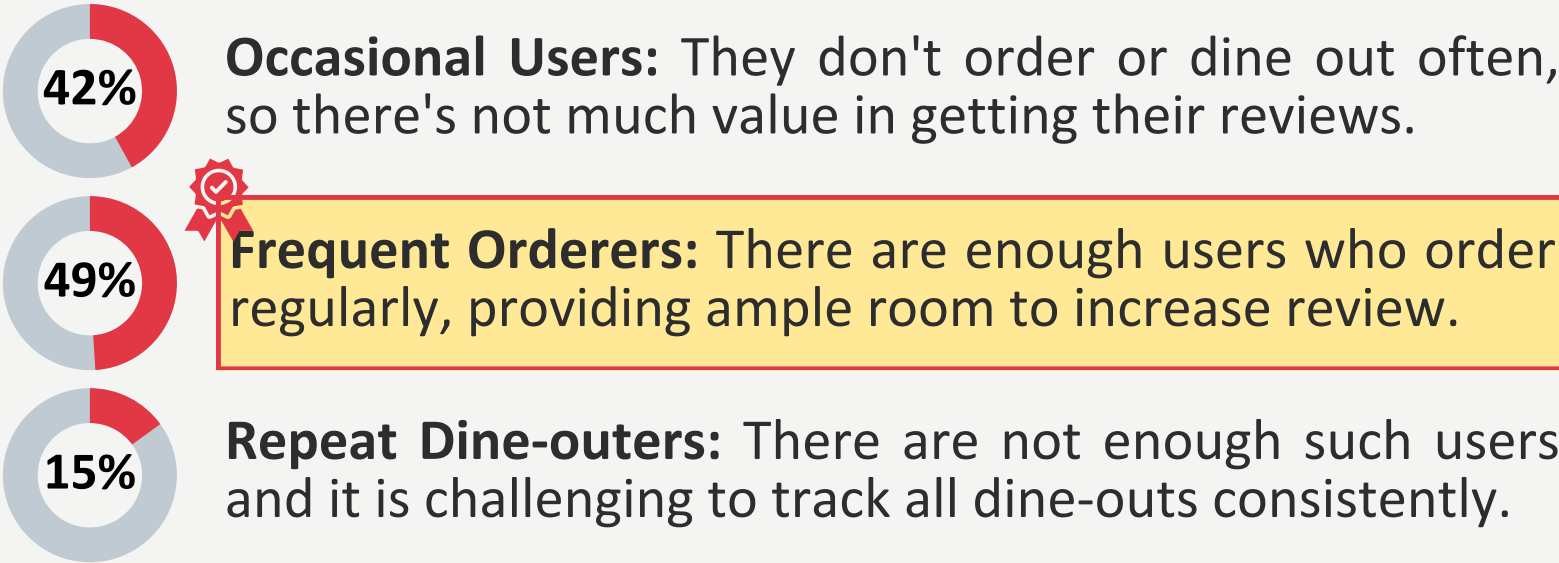 42%
Occasional Users: They don't order or dine out often,
so there's not much value in getting their reviews.
49%
Frequent Orderers: There are enough users who order
regularly, providing ample room to increase review.
15%
Repeat Dine-outers: There are not enough such users
and it is challenging to track all dine-outs consistently.